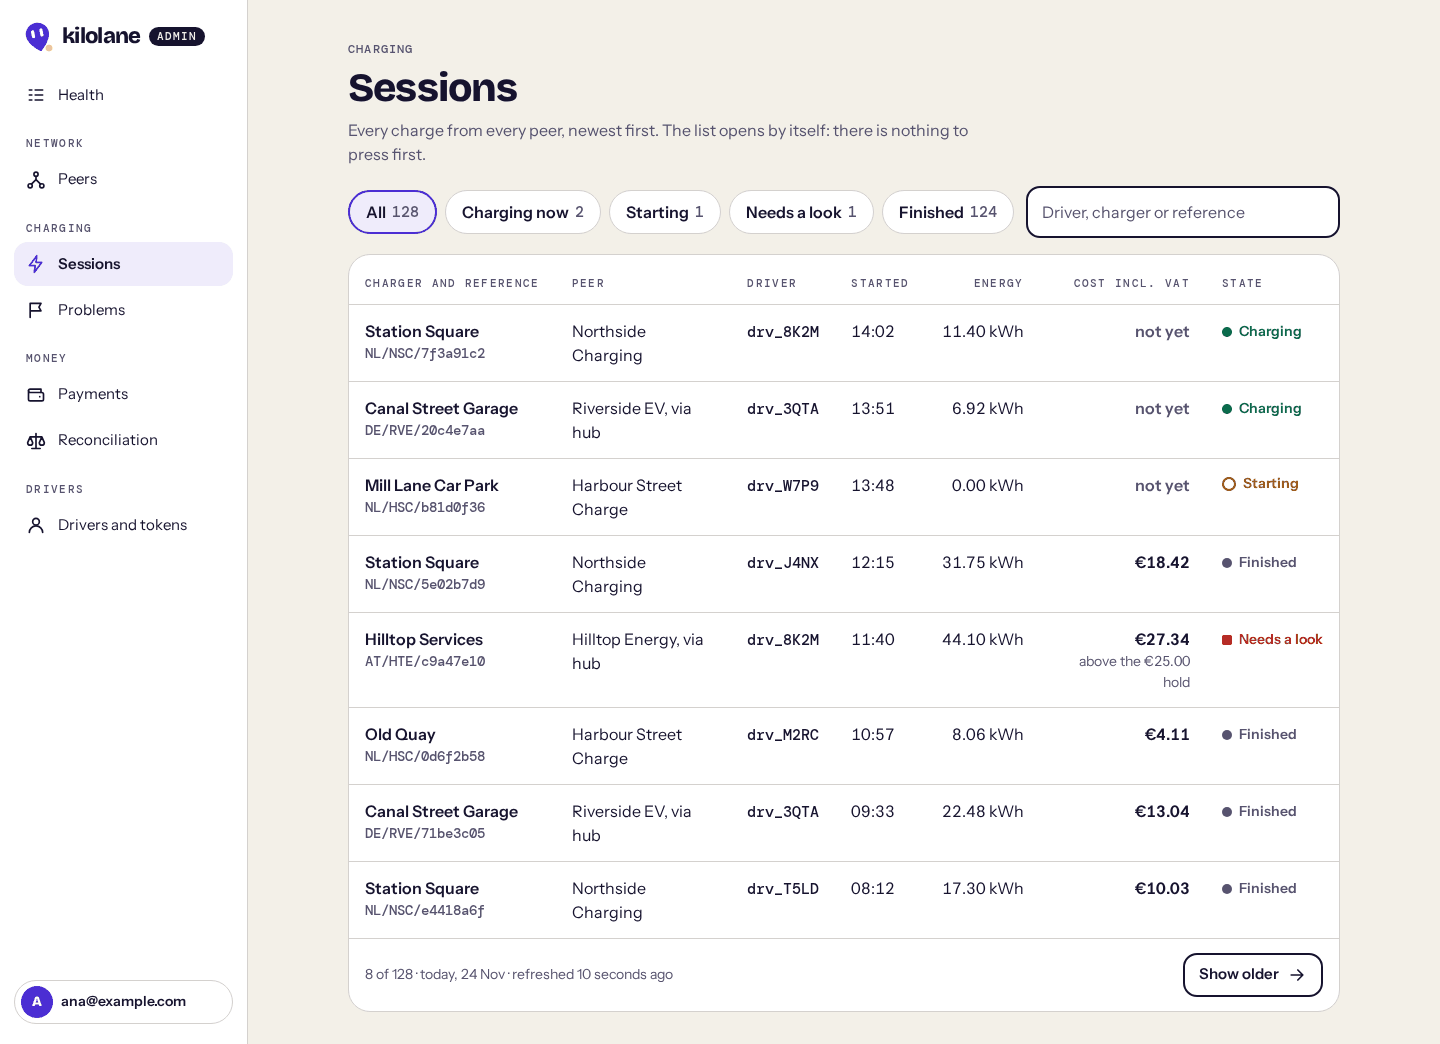 kilolane ADMIN
Health
NETWORK
Peers
CHARGING
Sessions
Problems
MONEY
Payments
Reconciliation
DRIVERS
Drivers and tokens
A ana@example.com
CHARGING
Sessions
Every charge from every peer, newest first. The list opens by itself: there is nothing to
press first.
All 128 Charging now 2 Starting 1 Needs a look 1 Finished 124 Driver, charger or reference
CHARGER AND REFERENCE PEER DRIVER STARTED ENERGY COST INCL. VAT STATE
Station Square Northside drv_8K2M 14:02 11.40 kWh not yet Charging
NL/NSC/7f3a91c2 Charging
Canal Street Garage Riverside EV, via drv_3QTA 13:51 6.92 kWh not yet Charging
DE/RVE/20c4e7aa hub
Mill Lane Car Park Harbour Street drv_W7P9 13:48 0.00 kWh not yet Starting
NL/HSC/b81d0f36 Charge
Station Square Northside drv_J4NX 12:15 31.75 kWh €18.42 Finished
NL/NSC/5e02b7d9 Charging
Hilltop Services Hilltop Energy, via drv_8K2M 11:40 44.10 kWh €27.34 Needs a look
AT/HTE/c9a47e10 hub above the €25.00
hold
Old Quay Harbour Street drv_M2RC 10:57 8.06 kWh €4.11 Finished
NL/HSC/0d6f2b58 Charge
Canal Street Garage Riverside EV, via drv_3QTA 09:33 22.48 kWh €13.04 Finished
DE/RVE/71be3c05 hub
Station Square Northside drv_T5LD 08:12 17.30 kWh €10.03 Finished
NL/NSC/e4418a6f Charging
8 of 128 · today, 24 Nov · refreshed 10 seconds ago Show older →